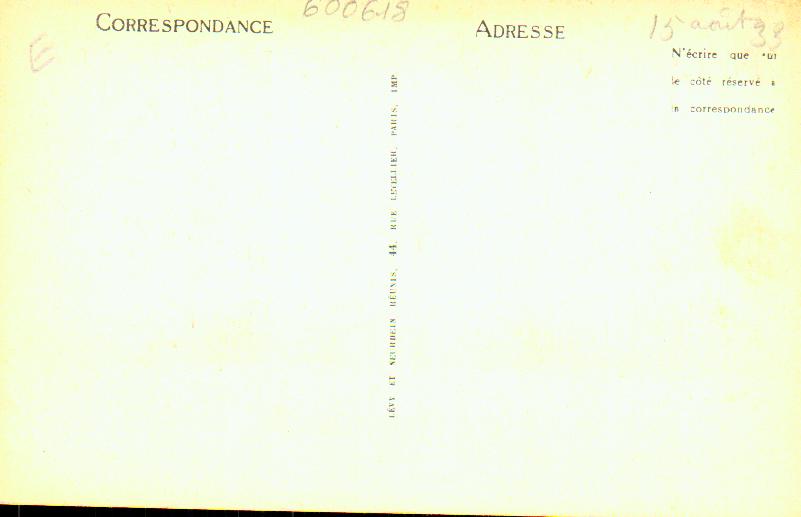 600618
CORRESPONDANCE
ADRESSE
15 août 33
E
N'écrire que sur
le côté réservé à
la correspondance
LÉVY ET NEURDEIN RÉUNIS, 44, RUE LETELLIER, PARIS, IMP